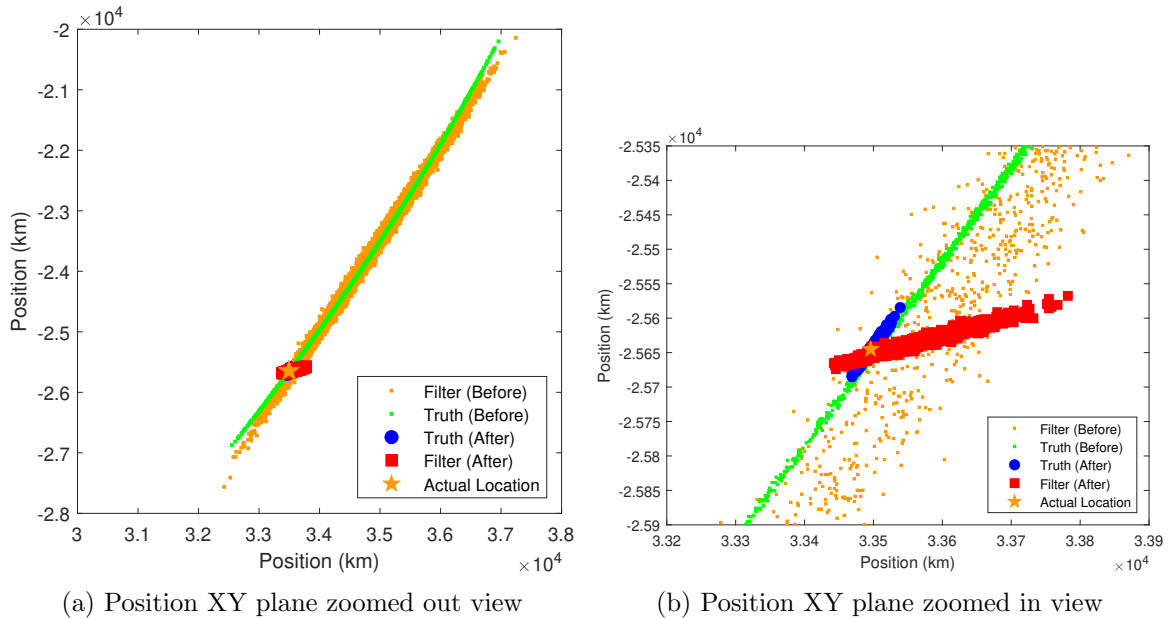 ×10⁴
-2
-2.1
-2.2
-2.3
-2.4
-2.5
-2.6
-2.7
-2.8
Position (km)
3
3.1
3.2
3.3
3.4
3.5
3.6
3.7
3.8
Position (km)
×10⁴
Filter (Before)
Truth (Before)
Truth (After)
Filter (After)
Actual Location
(a) Position XY plane zoomed out view
×10⁴
-2.535
-2.54
-2.545
-2.55
-2.555
-2.56
-2.565
-2.57
-2.575
-2.58
-2.585
-2.59
Position (km)
3.32
3.33
3.34
3.35
3.36
3.37
3.38
3.39
Position (km)
×10⁴
Filter (Before)
Truth (Before)
Truth (After)
Filter (After)
Actual Location
(b) Position XY plane zoomed in view